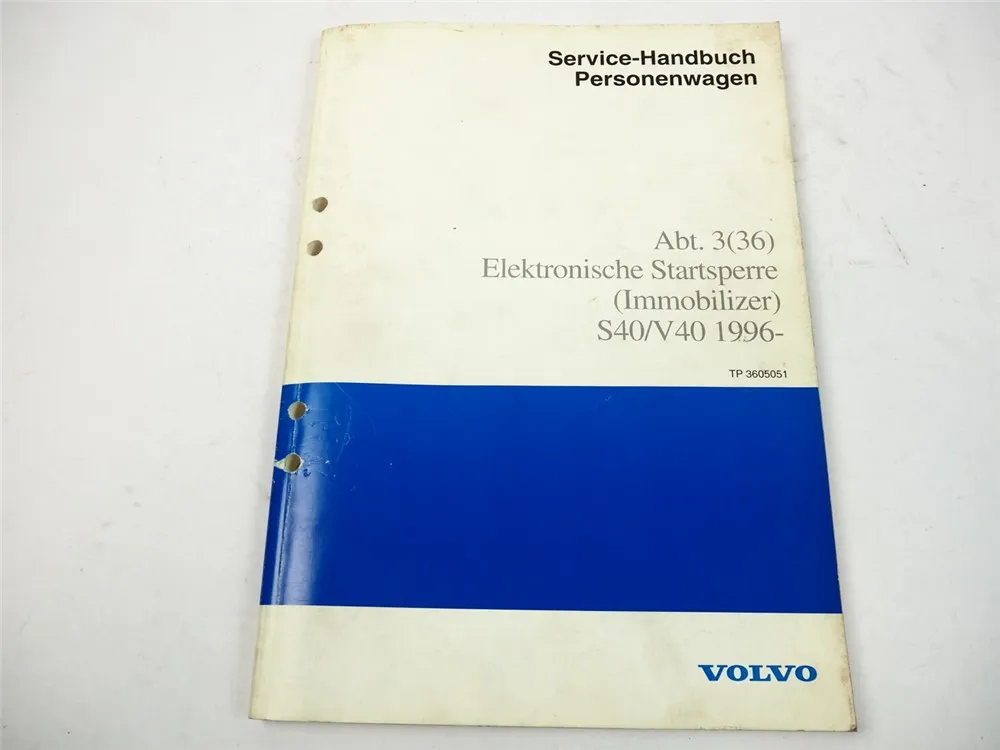 Service-Handbuch
Personenwagen
Abt. 3(36)
Elektronische Startsperre
(Immobilizer)
S40/V40 1996-
TP 3605051
VOLVO